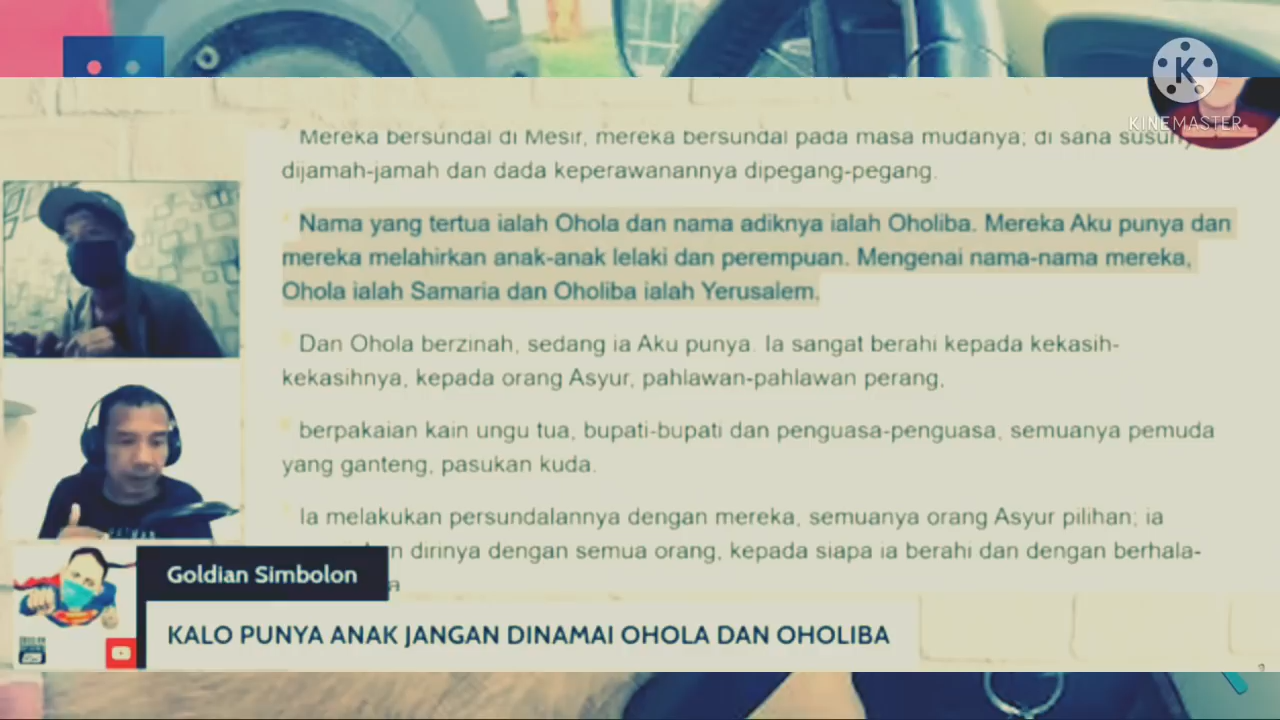 KINEMASTER
Mereka bersundal di Mesir, mereka bersundal pada masa mudanya; di sana
dijamah-jamah dan dada keperawanannya dipegang-pegang.
Nama yang tertua ialah Ohola dan nama adiknya ialah Oholiba. Mereka Aku punya dan
mereka melahirkan anak-anak lelaki dan perempuan. Mengenai nama-nama mereka,
Ohola ialah Samaria dan Oholiba ialah Yerusalem.
Dan Ohola berzinah, sedang ia Aku punya. Ia sangat berahi kepada kekasih-
kekasihnya, kepada orang Asyur, pahlawan-pahlawan perang,
berpakaian kain ungu tua, bupati-bupati dan penguasa-penguasa, semuanya pemuda
yang ganteng, pasukan kuda.
Ia melakukan persundalannya dengan mereka, semuanya orang Asyur pilihan; ia
dirinya dengan semua orang, kepada siapa ia berahi dan dengan berhala-
Goldian Simbolon
KALO PUNYA ANAK JANGAN DINAMAI OHOLA DAN OHOLIBA